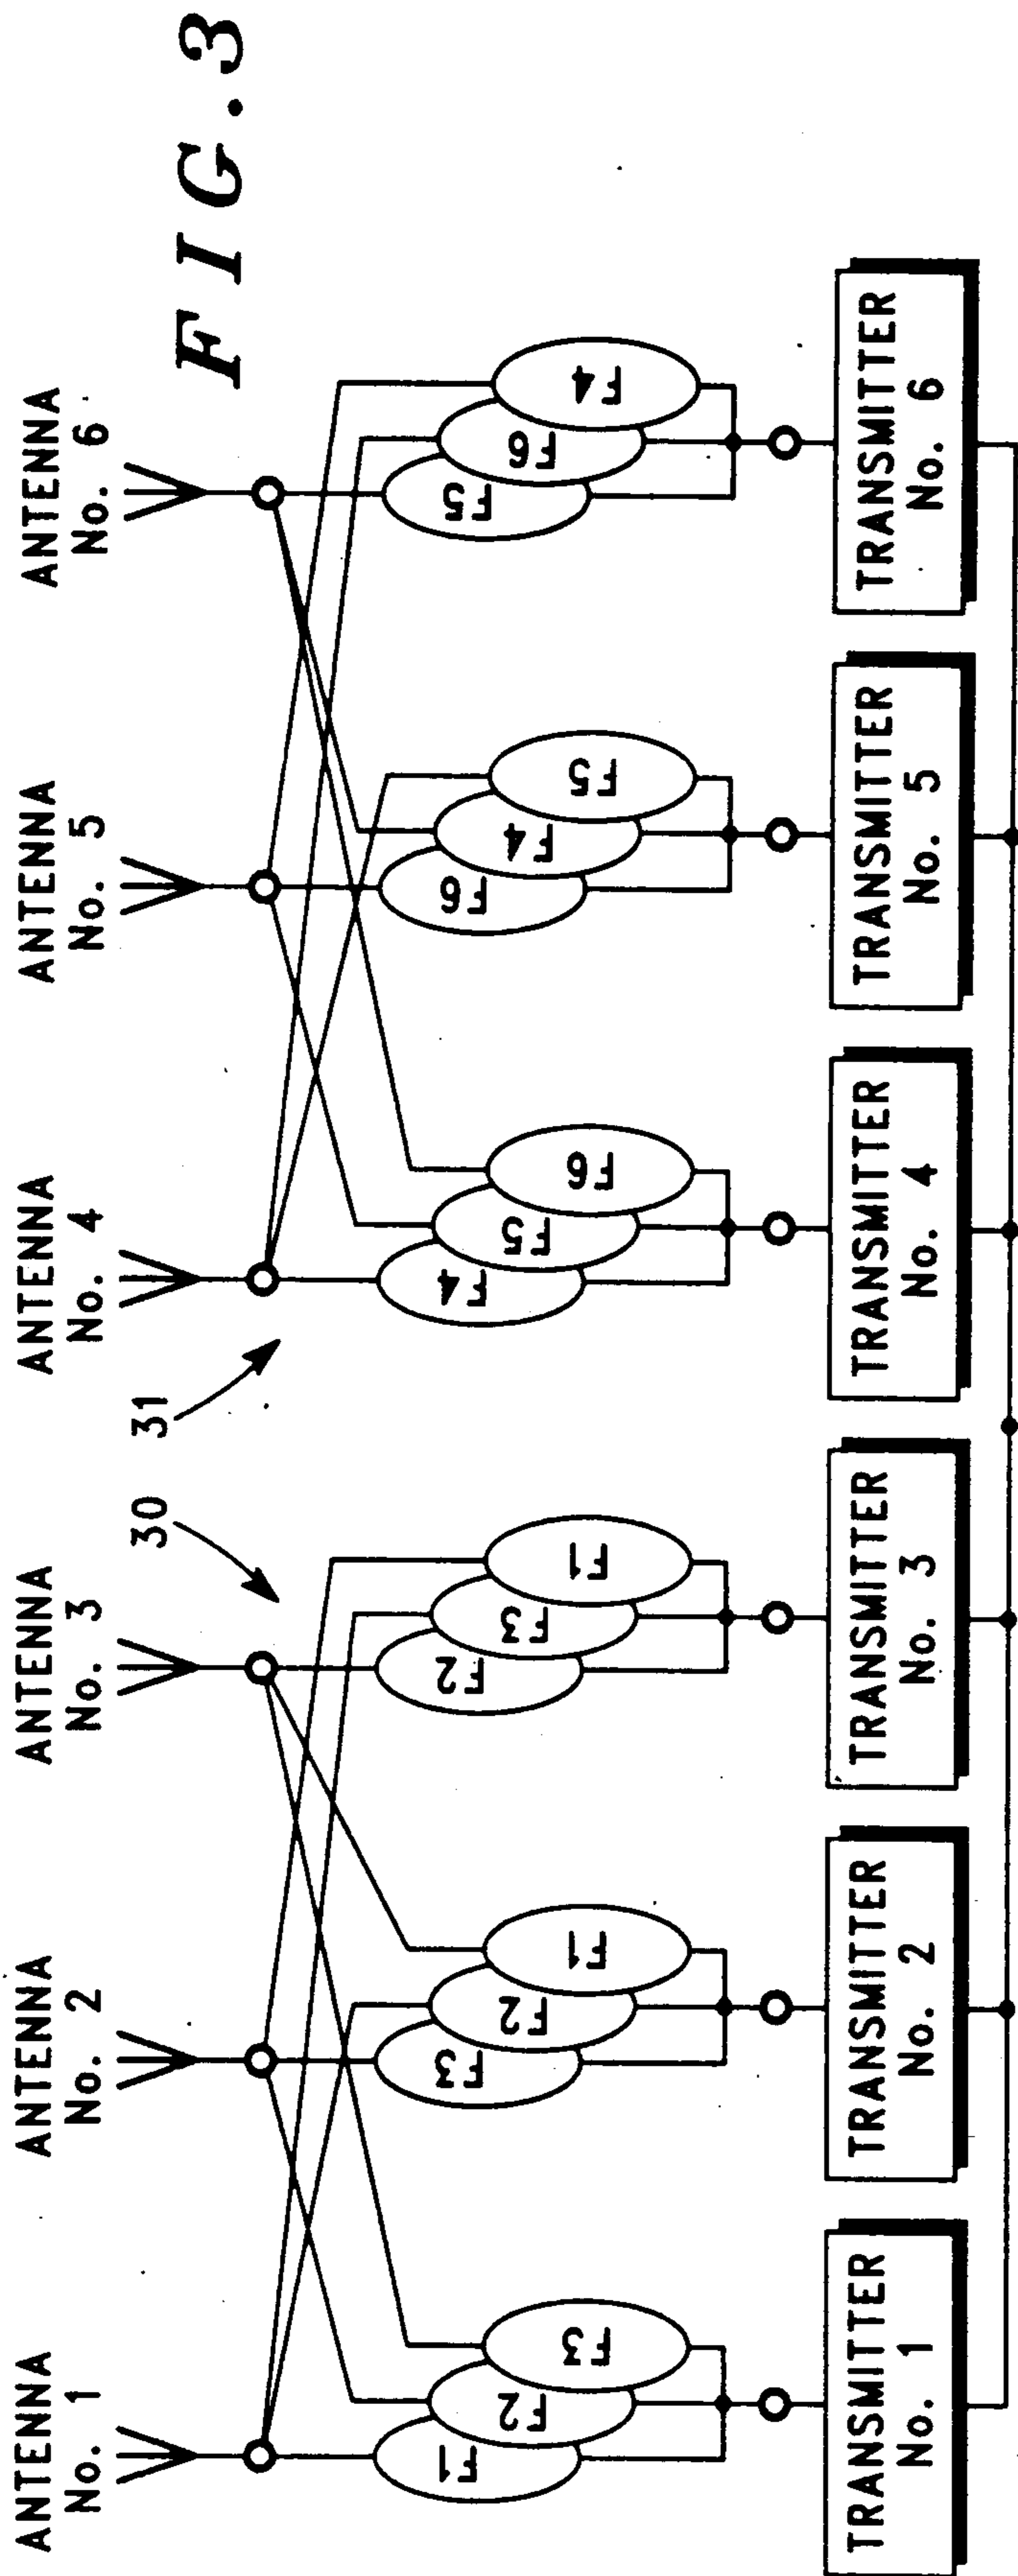 FIG. 3
ANTENNA
No. 1
ANTENNA
No. 2
ANTENNA
No. 3
ANTENNA
No. 4
ANTENNA
No. 5
ANTENNA
No. 6
30
31
F1
F2
F3
F3
F2
F1
F2
F3
F1
F4
F5
F6
F6
F4
F5
F5
F6
F4
TRANSMITTER
No. 1
TRANSMITTER
No. 2
TRANSMITTER
No. 3
TRANSMITTER
No. 4
TRANSMITTER
No. 5
TRANSMITTER
No. 6